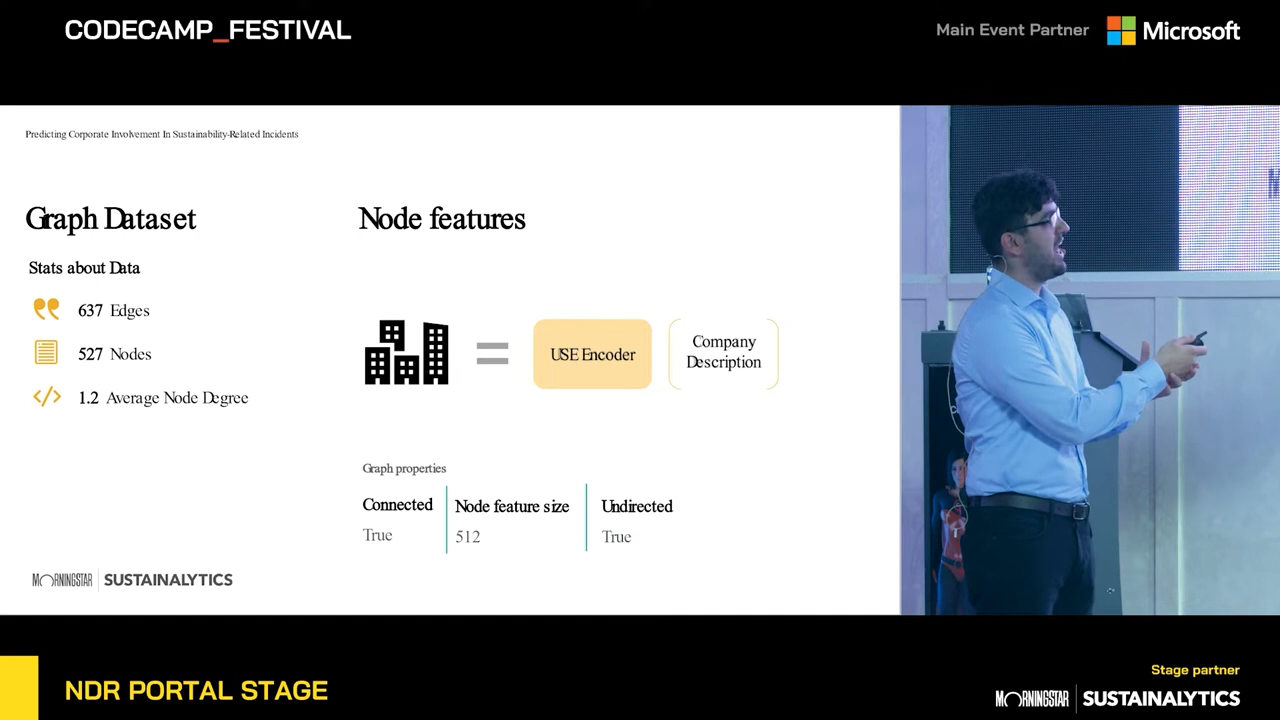 CODECAMP_FESTIVAL
Main Event Partner
Microsoft
Predicting Corporate Involvement In Sustainability-Related Incidents
Graph Dataset
Stats about Data
637 Edges
527 Nodes
1.2 Average Node Degree
Node features
USE Encoder
Company
Description
Graph properties
Connected
True
Node feature size
512
Undirected
True
MORNINGSTAR | SUSTAINALYTICS
NDR PORTAL STAGE
Stage partner
MORNINGSTAR | SUSTAINALYTICS